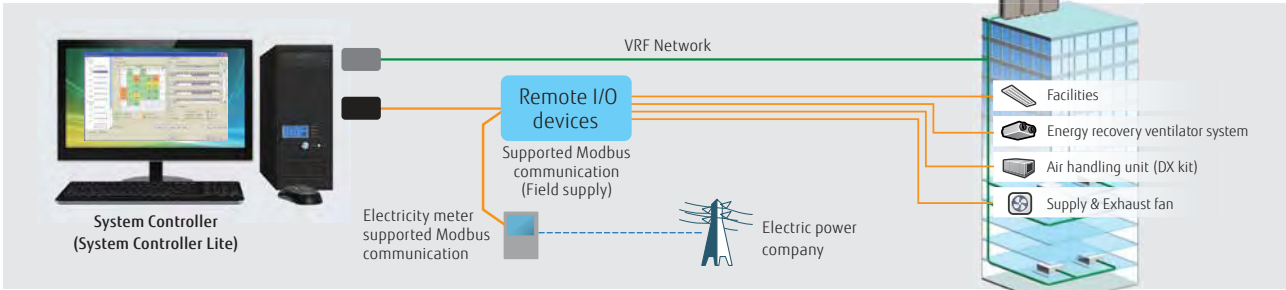 VRF Network
Remote I/O
devices
Supported Modbus
communication
(Field supply)
Facilities
Energy recovery ventilator system
Air handling unit (DX kit)
Supply & Exhaust fan
System Controller
(System Controller Lite)
Electricity meter
supported Modbus
communication
Electric power
company